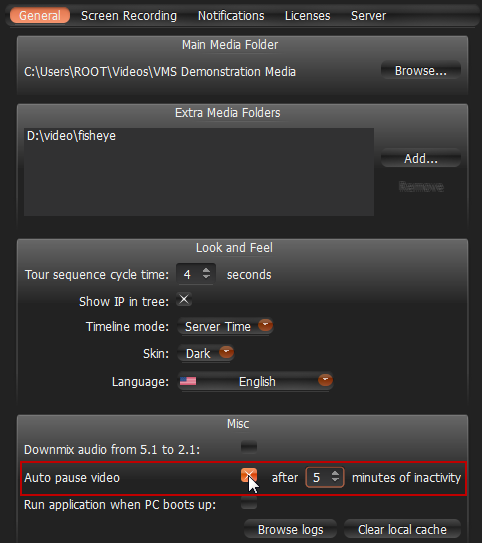 General Screen Recording Notifications Licenses Server
Main Media Folder
C:\Users\ROOT\Videos\VMS Demonstration Media Browse...
Extra Media Folders
D:\video\fisheye
Add...
Remove
Look and Feel
Tour sequence cycle time: 4 seconds
Show IP in tree:
Timeline mode: Server Time
Skin: Dark
Language: English
Misc
Downmix audio from 5.1 to 2.1:
Auto pause video after 5 minutes of inactivity
Run application when PC boots up:
Browse logs Clear local cache